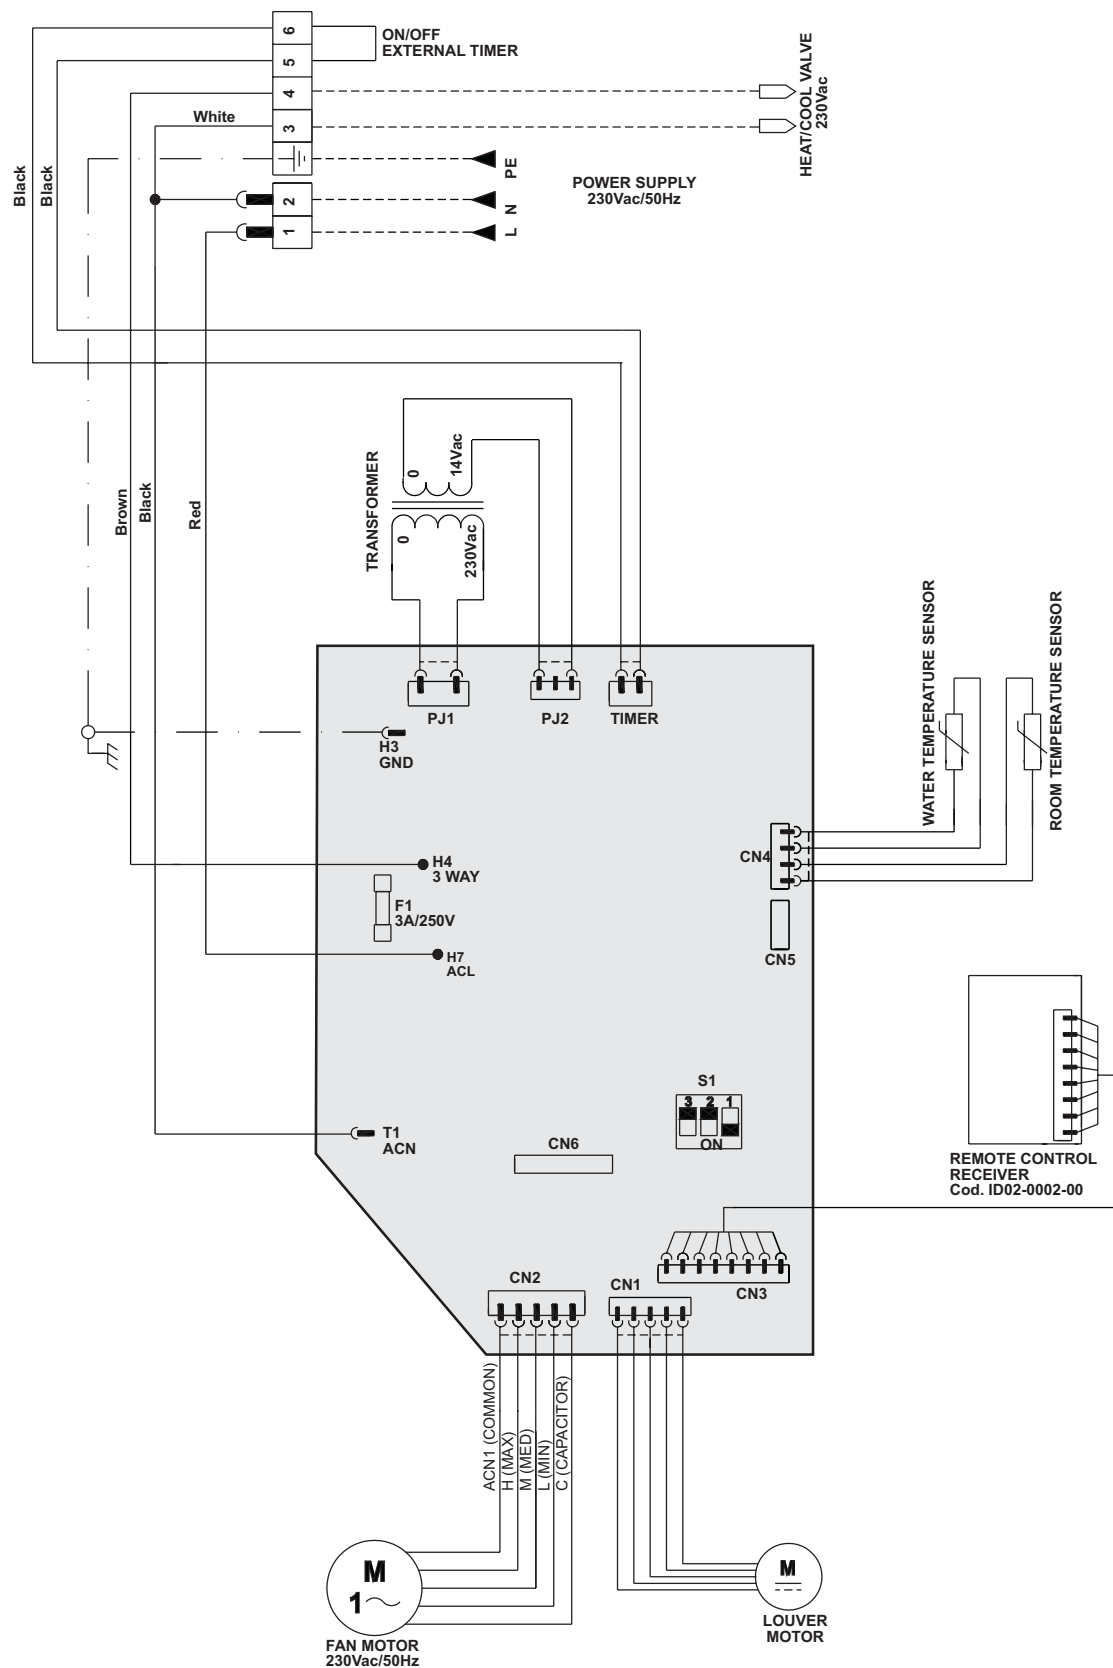 6
ON/OFF
EXTERNAL TIMER
5
4
White
3
HEAT/COOL VALVE
230Vac
PE
Black
Black
POWER SUPPLY
230Vac/50Hz
2
N
1
L
TRANSFORMER
0
14Vac
0
230Vac
Brown
Black
Red
WATER TEMPERATURE SENSOR
ROOM TEMPERATURE SENSOR
PJ1
PJ2
TIMER
H3
GND
H4
3 WAY
CN4
F1
3A/250V
H7
ACL
CN5
S1
3 2 1
ON
T1
ACN
CN6
REMOTE CONTROL
RECEIVER
Cod. ID02-0002-00
CN2
CN1
CN3
ACN1 (COMMON)
H (MAX)
M (MED)
L (MIN)
C (CAPACITOR)
M
1
FAN MOTOR
230Vac/50Hz
M
LOUVER
MOTOR